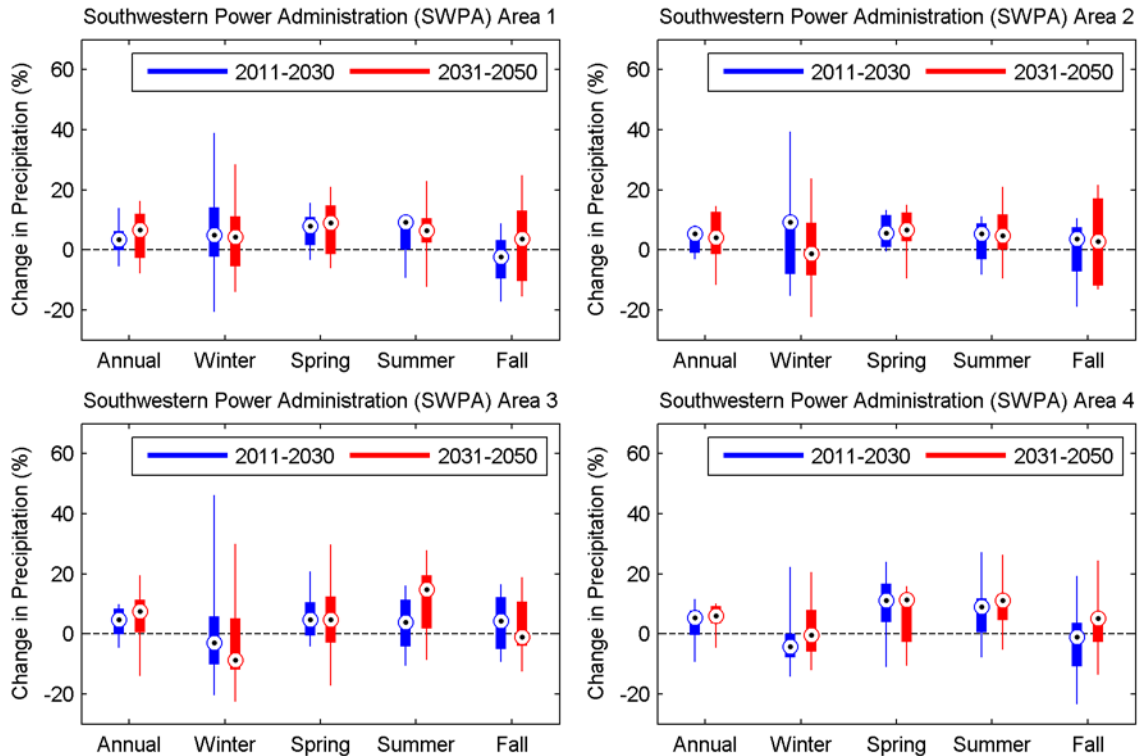 Southwestern Power Administration (SWPA) Area 1
Change in Precipitation (%)
60
40
20
0
-20
2011-2030
2031-2050
Annual Winter Spring Summer Fall
Southwestern Power Administration (SWPA) Area 2
Change in Precipitation (%)
60
40
20
0
-20
2011-2030
2031-2050
Annual Winter Spring Summer Fall
Southwestern Power Administration (SWPA) Area 3
Change in Precipitation (%)
60
40
20
0
-20
2011-2030
2031-2050
Annual Winter Spring Summer Fall
Southwestern Power Administration (SWPA) Area 4
Change in Precipitation (%)
60
40
20
0
-20
2011-2030
2031-2050
Annual Winter Spring Summer Fall